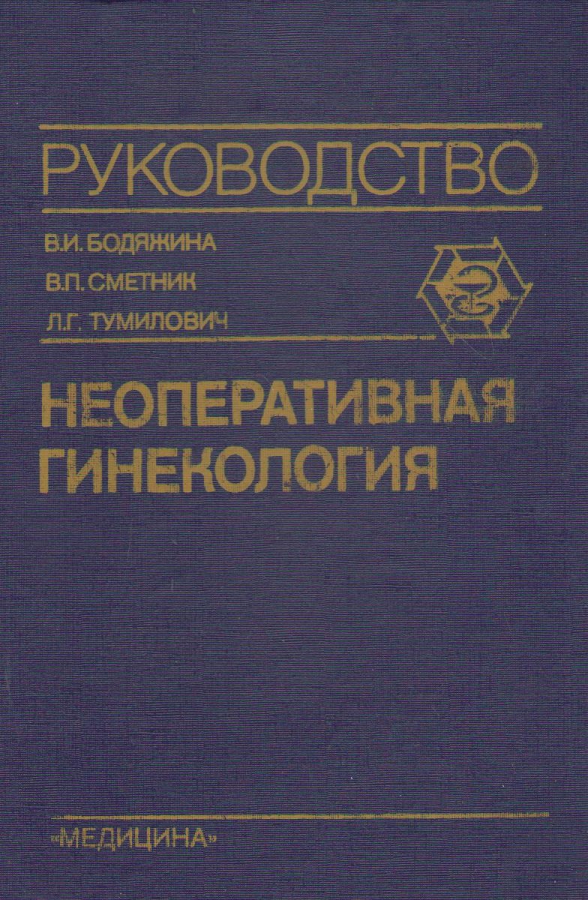 РУКОВОДСТВО
В.И. БОДЯЖИНА
В.П. СМЕТНИК
Л.Г. ТУМИЛОВИЧ
НЕОПЕРАТИВНАЯ
ГИНЕКОЛОГИЯ
«МЕДИЦИНА»